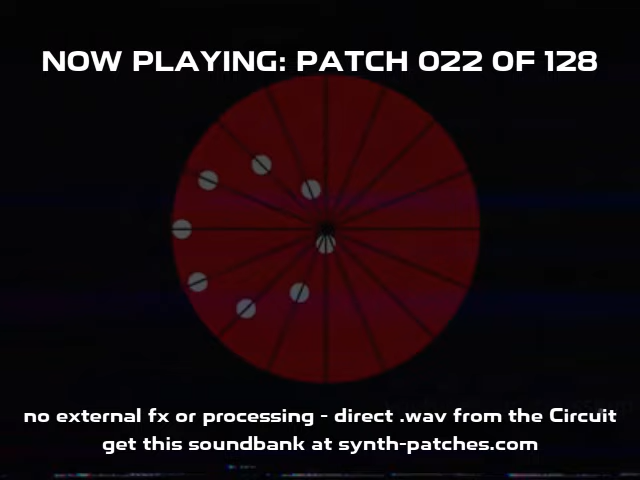 NOW PLAYING: PATCH 022 OF 128
no external fx or processing - direct .wav from the Circuit
get this soundbank at synth-patches.com